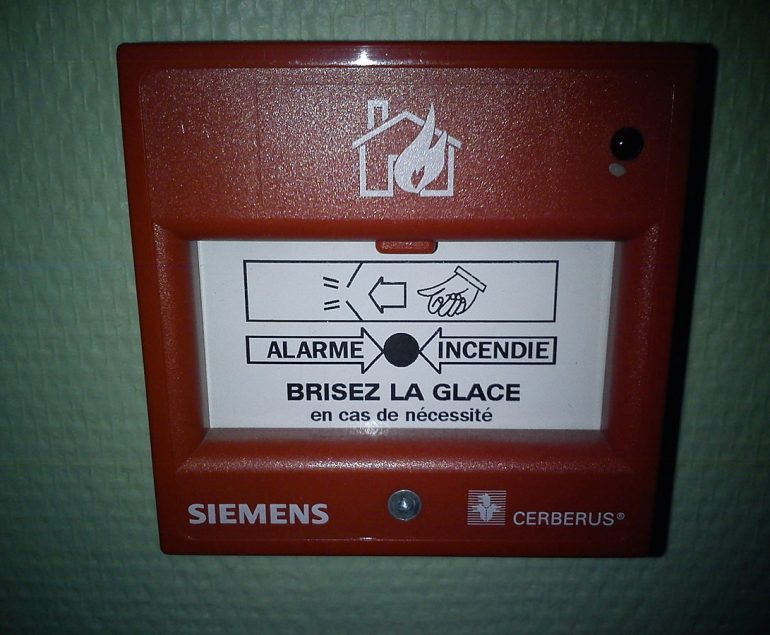 ALARME INCENDIE
BRISEZ LA GLACE
en cas de nécessité
SIEMENS CERBERUS®